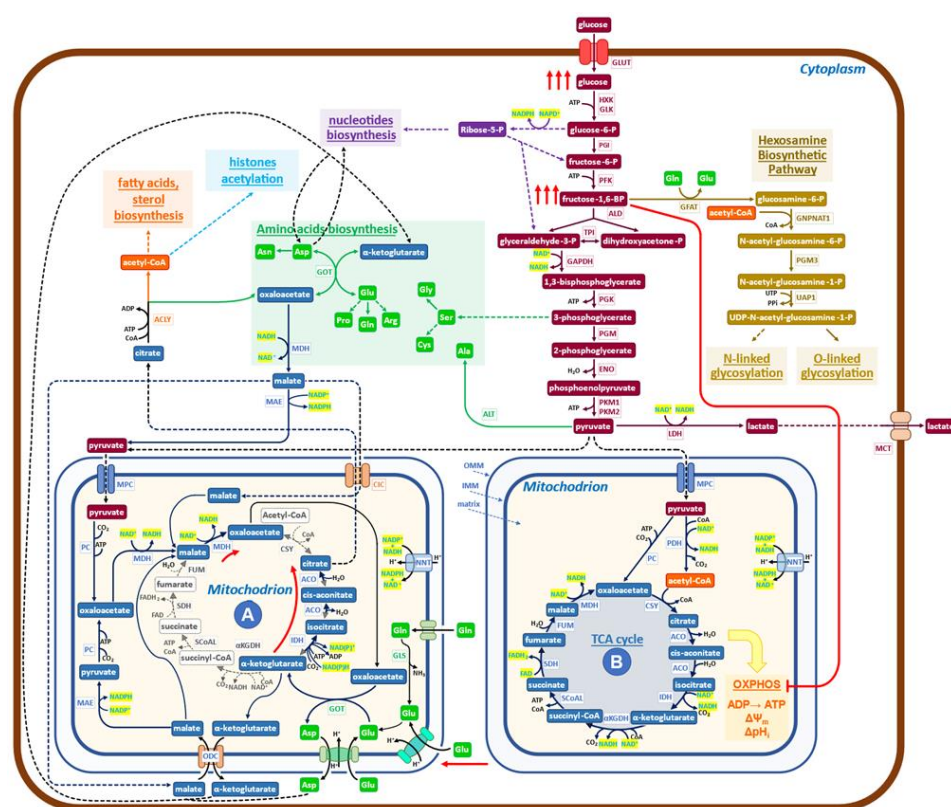 glucose
GLUT
Cytoplasm
glucose
ATP
HXK
GLK
glucose-6-P
NADPH
NADP⁺
Ribose-5-P
nucleotides
biosynthesis
PGI
fructose-6-P
ATP
PFK
fructose-1,6-BP
ALD
Hexosamine
Biosynthetic
Pathway
Gln
Glu
GFAT
glucosamine -6-P
acetyl-CoA
CoA
GNPNAT1
N-acetyl-glucosamine -6-P
PGM3
N-acetyl-glucosamine -1-P
UTP
PPi
UAP1
UDP-N-acetyl-glucosamine -1-P
N-linked
glycosylation
O-linked
glycosylation
histones
acetylation
fatty acids,
sterol
biosynthesis
acetyl-CoA
ADP
ATP
CoA
ACLY
citrate
Amino acids biosynthesis
Asn
Asp
α-ketoglutarate
GOT
oxaloacetate
Glu
Pro
Gln
Arg
Gly
Ser
Cys
Ala
ALT
NADH
NAD⁺
MDH
malate
MAE
NADP⁺
NADPH
pyruvate
glyceraldehyde-3-P
TPI
dihydroxyacetone-P
NAD⁺
NADH
GAPDH
1,3-bisphosphoglycerate
ATP
PGK
3-phosphoglycerate
PGM
2-phosphoglycerate
H₂O
ENO
phosphoenolpyruvate
ATP
PKM1
PKM2
pyruvate
NAD⁺
NADH
LDH
lactate
lactate
MCT
MPC
CIC
OMM
IMM
matrix
Mitochodrion
MPC
pyruvate
CO₂
ATP
PC
NAD⁺
NADH
MDH
oxaloacetate
ATP
CO₂
PC
pyruvate
MAE
NADPH
NADP⁺
malate
malate
malate
NAD⁺
NADH
MDH
oxaloacetate
Acetyl-CoA
CoA
CSY
citrate
ACO
H₂O
cis-aconitate
ACO
H₂O
isocitrate
IDH
ATP
ADP
CO₂
NAD[P]⁺
NAD[P]H
α-ketoglutarate
αKGDH
CO₂
NADH
NAD⁺
CoA
succinyl-CoA
SCoAL
ATP
CoA
succinate
SDH
FADH₂
FAD
fumarate
H₂O
FUM
Mitochodrion
A
NADP⁺
NADH
H⁺
NNT
H⁺
NADPH
NAD⁺
Gln
Gln
GLS
NH₃
oxaloacetate
GOT
α-ketoglutarate
Asp
Glu
Glu
Glu
H⁺
H⁺
H⁺
H⁺
ODC
malate
α-ketoglutarate
Asp
Glu
pyruvate
CoA
NAD⁺
PDH
NADH
CO₂
ATP
CO₂
PC
acetyl-CoA
CoA
oxaloacetate
CSY
citrate
ACO
H₂O
cis-aconitate
ACO
H₂O
isocitrate
IDH
NAD⁺
NADH
CO₂
α-ketoglutarate
αKGDH
CoA
CO₂
NADH
NAD⁺
succinyl-CoA
SCoAL
ATP
CoA
succinate
SDH
FADH₂
FAD
fumarate
H₂O
FUM
malate
NADH
NAD⁺
MDH
TCA cycle
B
NADP⁺
NADH
H⁺
NNT
H⁺
NADPH
NAD⁺
OXPHOS
ADP→ ATP
ΔΨₘ
ΔpHᵢ